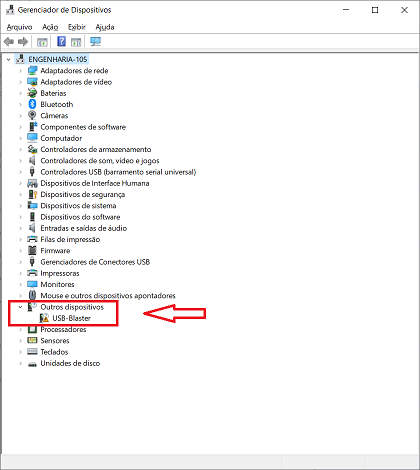 Gerenciador de Dispositivos
Arquivo Ação Exibir Ajuda
ENGENHARIA-105
Adaptadores de rede
Adaptadores de vídeo
Baterias
Bluetooth
Câmeras
Componentes de software
Computador
Controladores de armazenamento
Controladores de som, vídeo e jogos
Controladores USB (barramento serial universal)
Dispositivos de Interface Humana
Dispositivos de segurança
Dispositivos de sistema
Dispositivos do software
Entradas e saídas de áudio
Filas de impressão
Firmware
Gerenciadores de Conectores USB
Impressoras
Monitores
Mouse e outros dispositivos apontadores
Outros dispositivos
USB-Blaster
Processadores
Sensores
Teclados
Unidades de disco